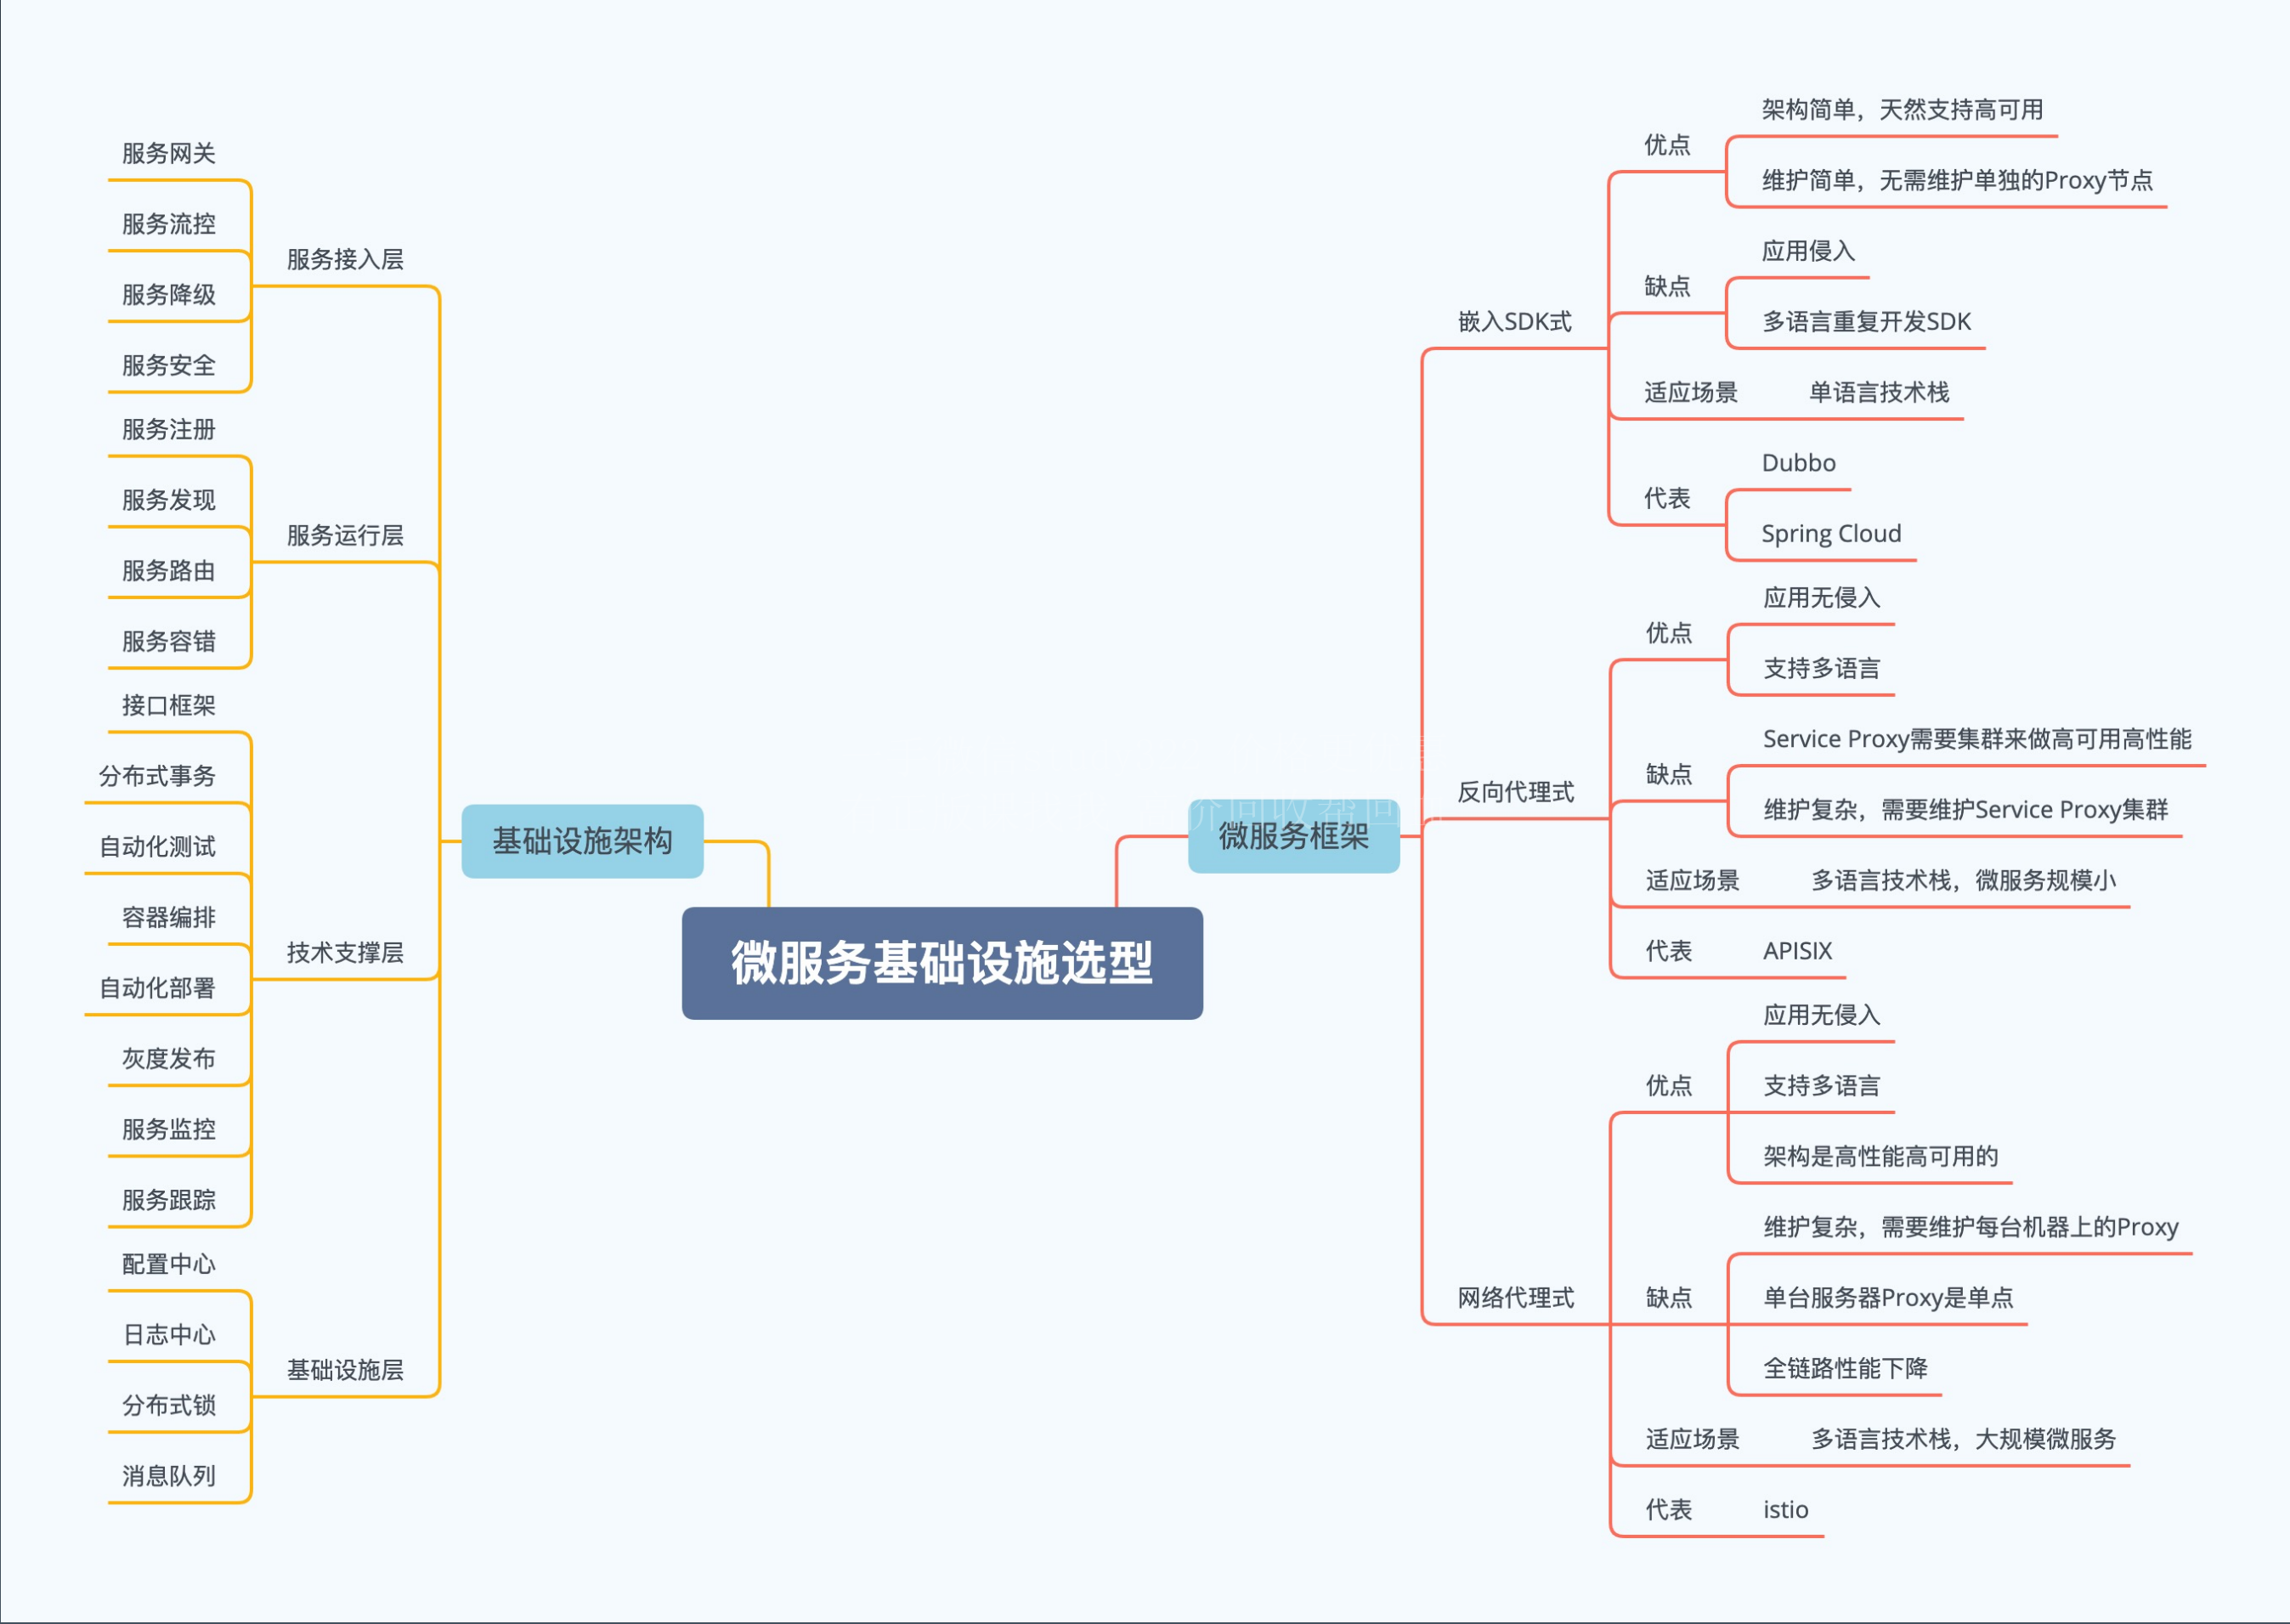 微服务基础设施选型
基础设施架构
服务接入层
服务网关
服务流控
服务降级
服务安全
服务运行层
服务注册
服务发现
服务路由
服务容错
技术支撑层
接口框架
分布式事务
自动化测试
容器编排
自动化部署
灰度发布
服务监控
服务跟踪
基础设施层
配置中心
日志中心
分布式锁
消息队列
微服务框架
嵌入SDK式
优点
架构简单，天然支持高可用
维护简单，无需维护单独的Proxy节点
缺点
应用侵入
多语言重复开发SDK
适应场景
单语言技术栈
代表
Dubbo
Spring Cloud
反向代理式
优点
应用无侵入
支持多语言
缺点
Service Proxy需要集群来做高可用高性能
维护复杂，需要维护Service Proxy集群
适应场景
多语言技术栈，微服务规模小
代表
APISIX
网络代理式
优点
应用无侵入
支持多语言
架构是高性能高可用的
缺点
维护复杂，需要维护每台机器上的Proxy
单台服务器Proxy是单点
全链路性能下降
适应场景
多语言技术栈，大规模微服务
代表
istio